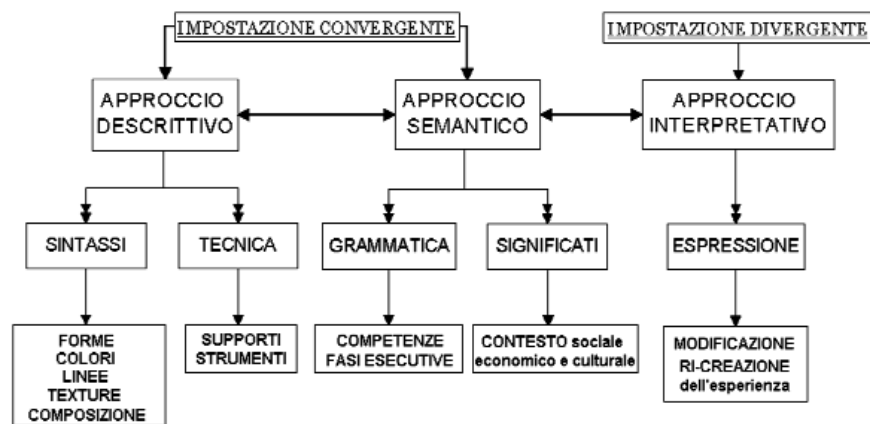 IMPOSTAZIONE CONVERGENTE
IMPOSTAZIONE DIVERGENTE
APPROCCIO
DESCRITTIVO
APPROCCIO
SEMANTICO
APPROCCIO
INTERPRETATIVO
SINTASSI
TECNICA
GRAMMATICA
SIGNIFICATI
ESPRESSIONE
FORME
COLORI
LINEE
TEXTURE
COMPOSIZIONE
SUPPORTI
STRUMENTI
COMPETENZE
FASI ESECUTIVE
CONTESTO sociale
economico e culturale
MODIFICAZIONE
RI-CREAZIONE
dell'esperienza